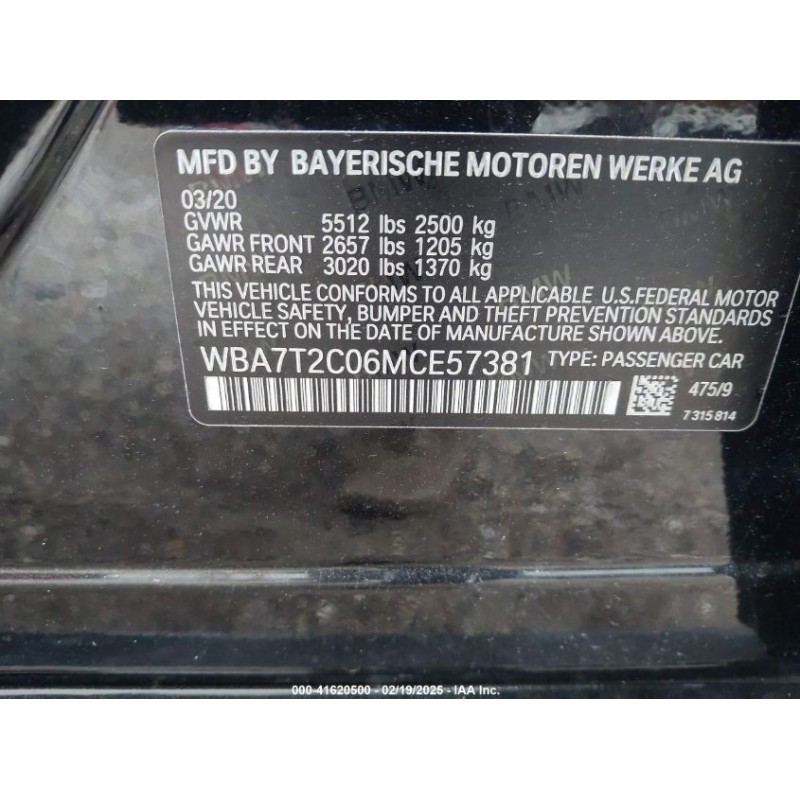 MFD BY BAYERISCHE MOTOREN WERKE AG
03/20
GVWR 5512 lbs 2500 kg
GAWR FRONT 2657 lbs 1205 kg
GAWR REAR 3020 lbs 1370 kg
THIS VEHICLE CONFORMS TO ALL APPLICABLE U.S.FEDERAL MOTOR
VEHICLE SAFETY, BUMPER AND THEFT PREVENTION STANDARDS
IN EFFECT ON THE DATE OF MANUFACTURE SHOWN ABOVE.
WBA7T2C06MCE57381 TYPE: PASSENGER CAR
475/9
7 315 814
000-41620500 - 02/19/2025 - IAA Inc.